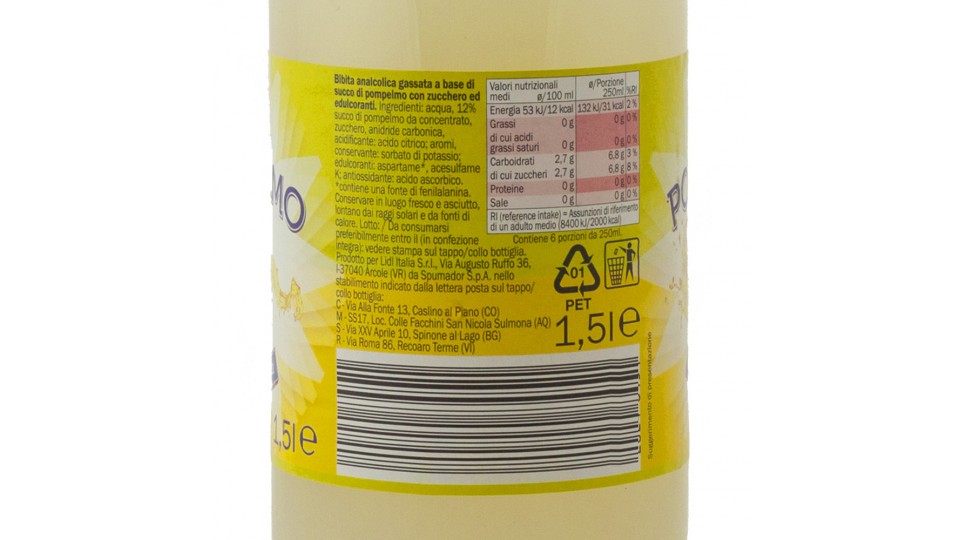 Bibita analcolica gassata a base di
succo di pompelmo con zucchero ed
edulcoranti. Ingredienti: acqua, 12%
succo di pompelmo da concentrato,
zucchero, anidride carbonica,
acidificante: acido citrico; aromi,
conservante: sorbato di potassio;
edulcoranti: aspartame*, acesulfame
K; antiossidante: acido ascorbico.
*contiene una fonte di fenilalanina.
Conservare in luogo fresco e asciutto,
lontano dai raggi solari e da fonti di
calore. Lotto: / Da consumarsi
preferibilmente entro il (in confezione
integra): vedere stampa sul tappo/collo bottiglia.
Prodotto per Lidl Italia S.r.l., Via Augusto Ruffo 36,
I-37040 Arcole (VR) da Spumador S.p.A. nello
stabilimento indicato dalla lettera posta sul tappo/
collo bottiglia:
C - Via Alla Fonte 13, Caslino al Piano (CO)
M - SS17, Loc. Colle Facchini San Nicola Sulmona (AQ)
S - Via XXV Aprile 10, Spinone al Lago (BG)
R - Via Roma 86, Recoaro Terme (VI)
Valori nutrizionali medi ø/100 ml ø/Porzione 250ml %RI
Energia 53 kJ/12 kcal 132 kJ/31 kcal 2%
Grassi 0 g 0 g 0%
di cui acidi
grassi saturi 0 g 0 g 0%
Carboidrati 2,7 g 6,8 g 3%
di cui zuccheri 2,7 g 6,8 g 8%
Proteine 0 g 0 g 0%
Sale 0 g 0 g 0%
RI (reference intake) = Assunzioni di riferimento
di un adulto medio (8400 kJ/2000 kcal)
Contiene 6 porzioni da 250ml.
01
PET
1,5l e
MO
PO
1,5l e
Suggerimento di presentazione